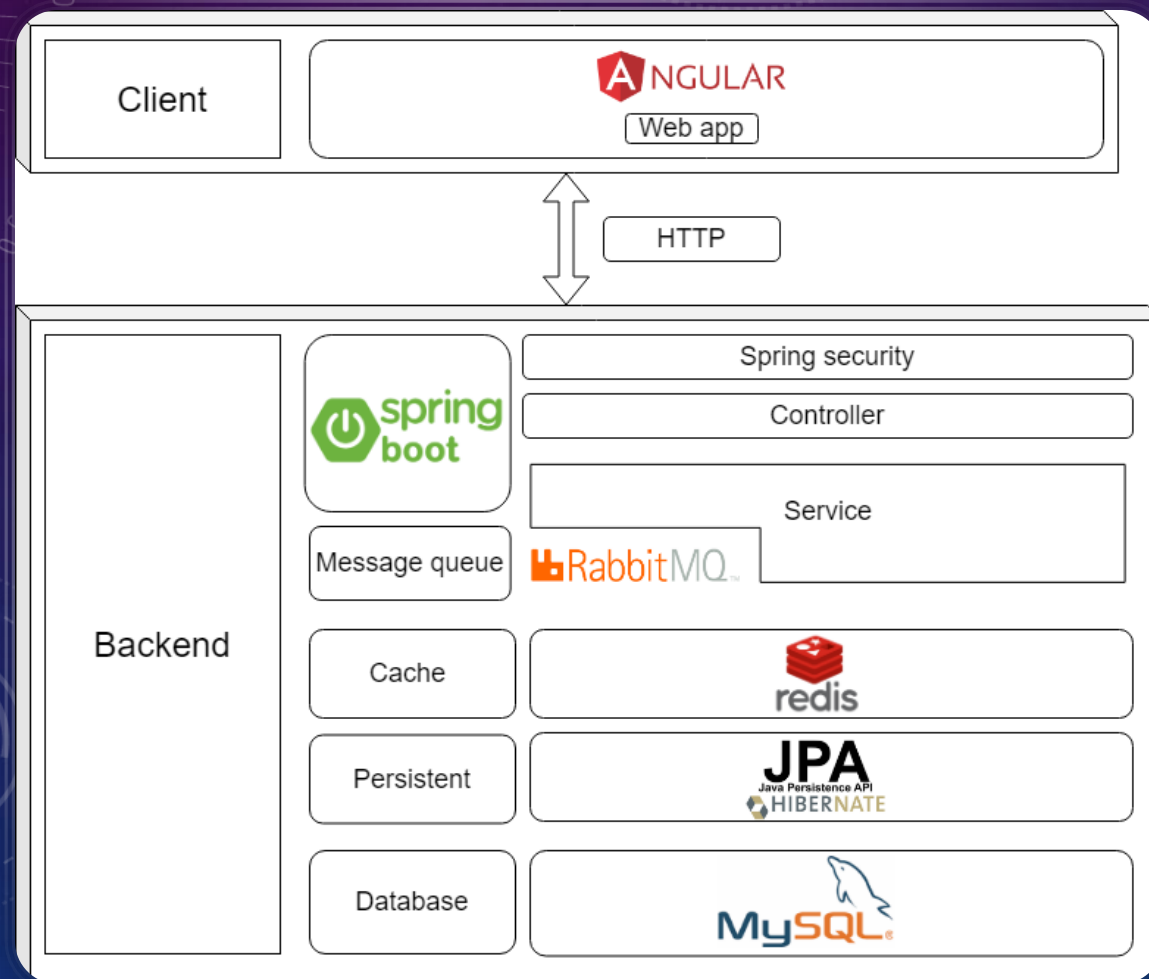 Client
ANGULAR
Web app
HTTP
Backend
spring
boot
Spring security
Controller
Service
Message queue
RabbitMQ™
Cache
redis
Persistent
JPA
Java Persistence API
HIBERNATE
Database
MySQL®